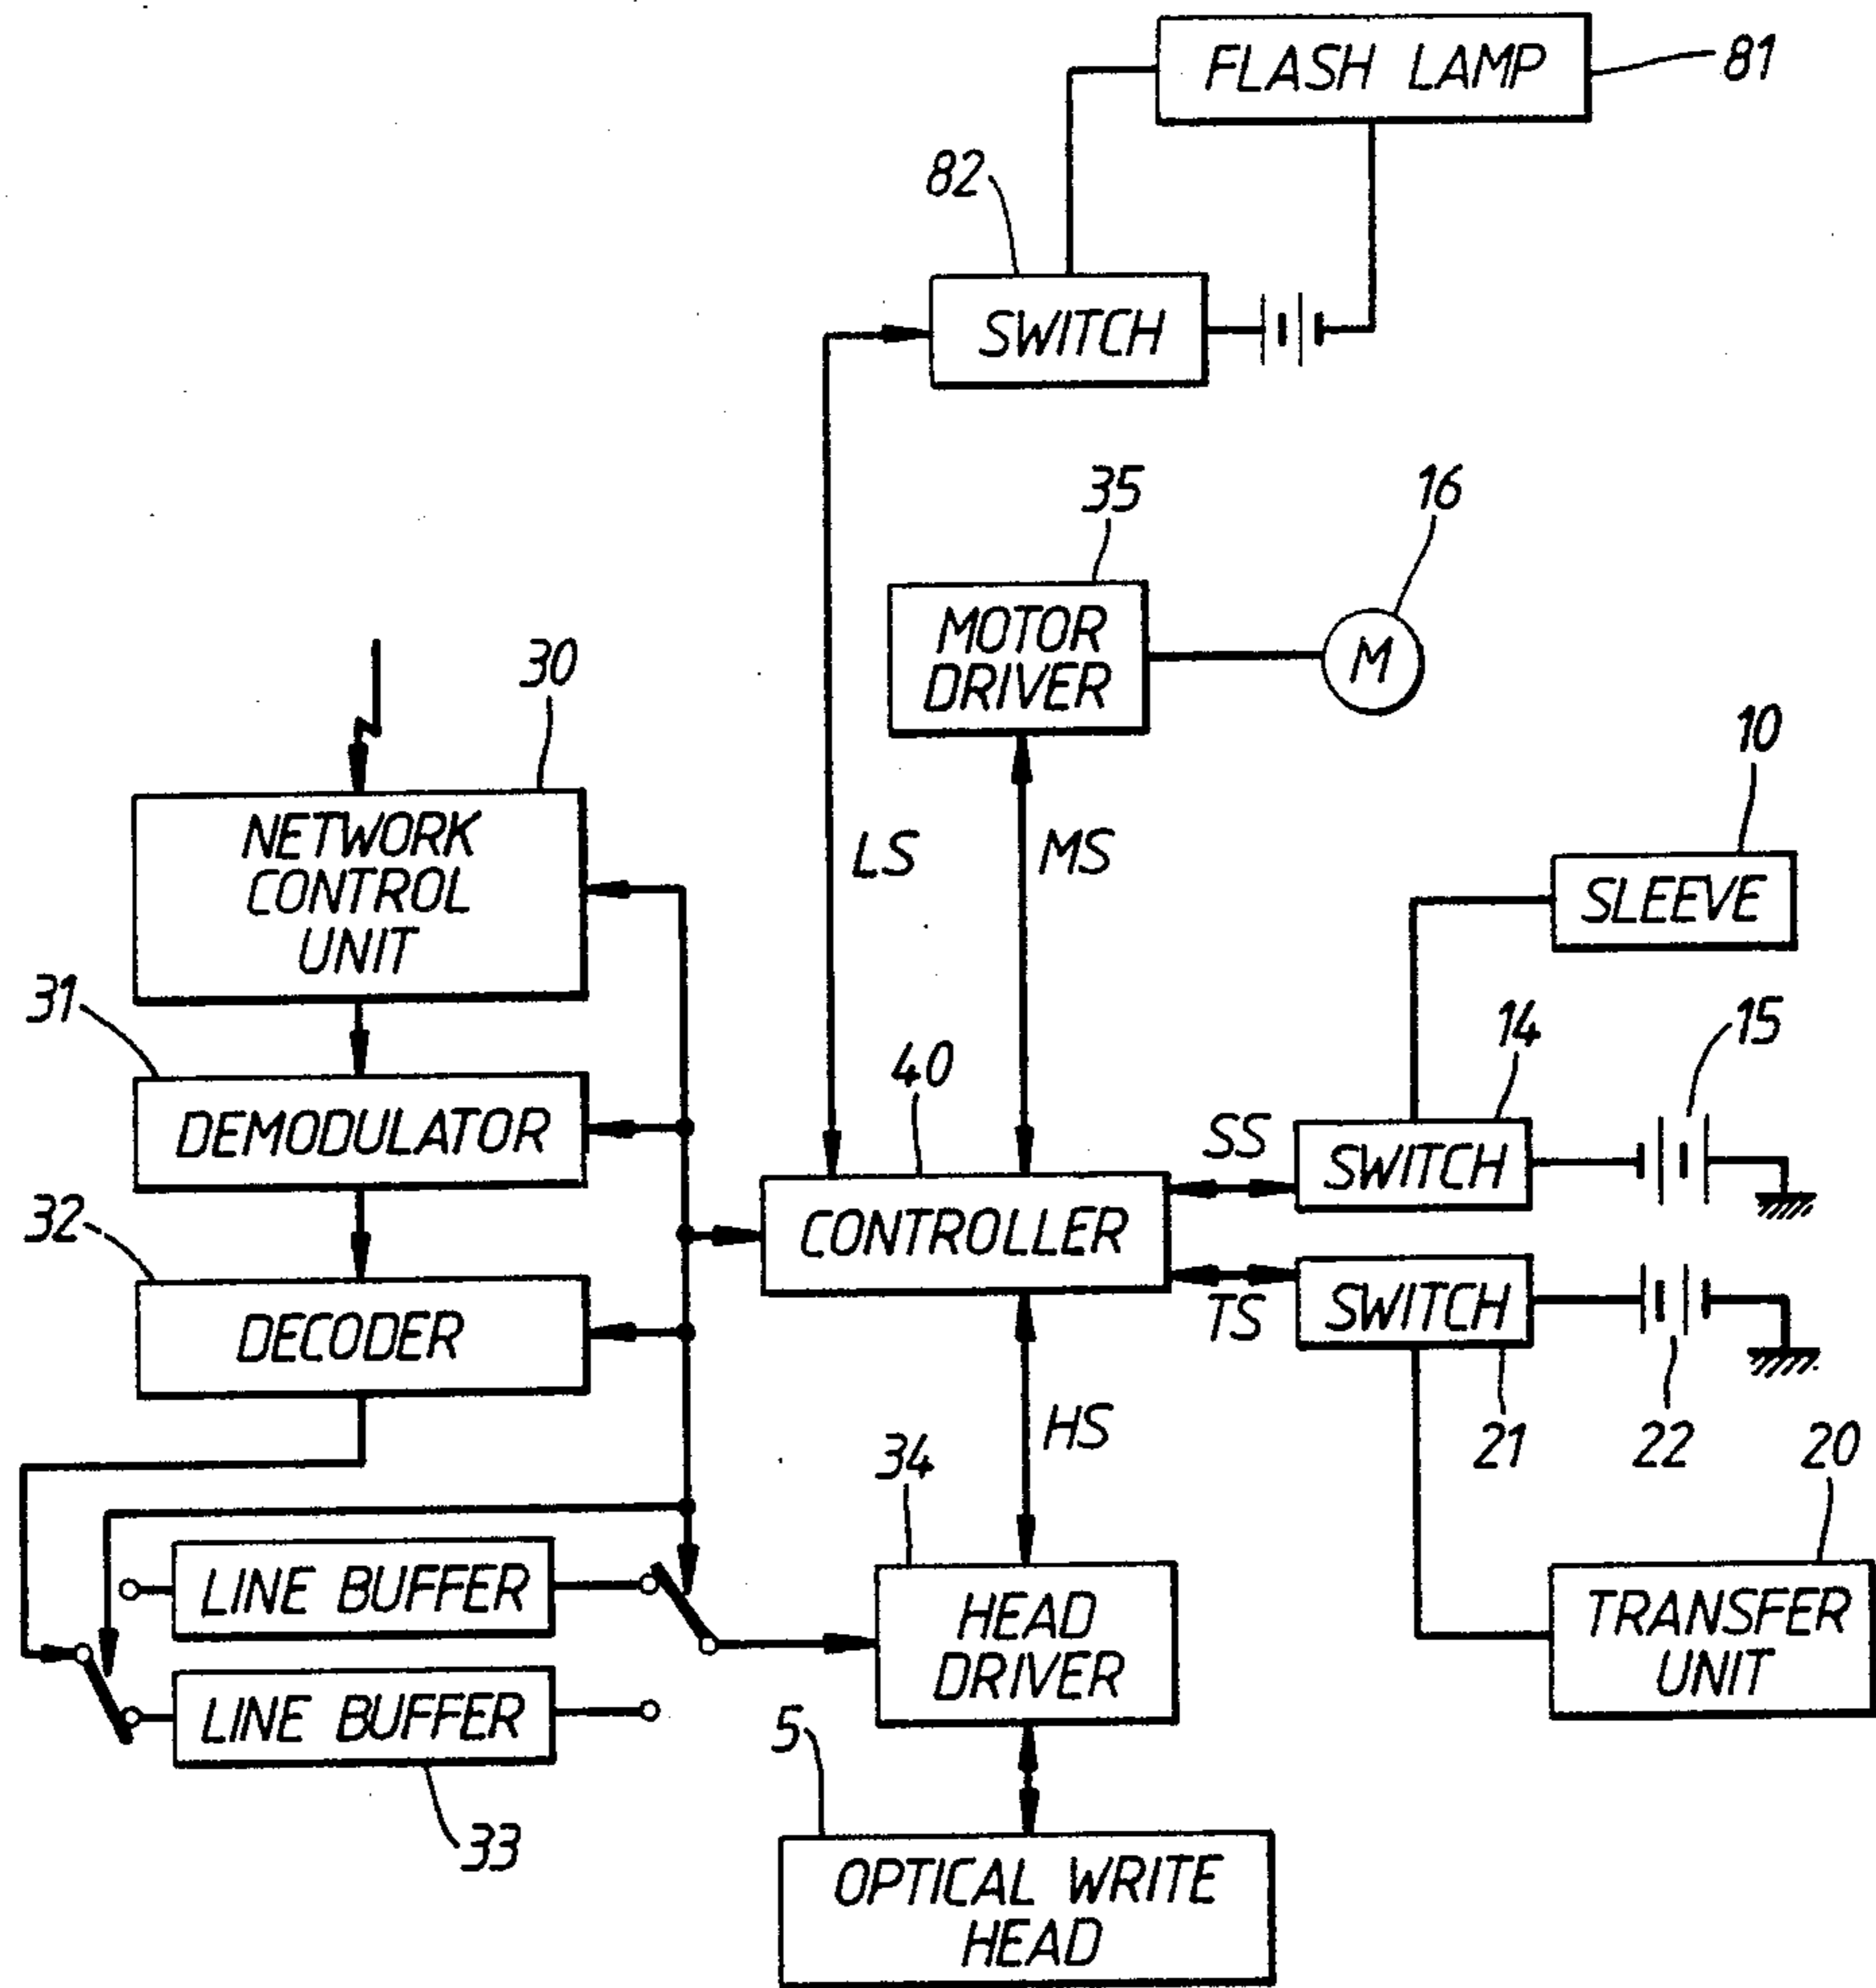 FLASH LAMP
81
82
SWITCH
35
16
MOTOR
DRIVER
M
30
10
NETWORK
CONTROL
UNIT
LS
MS
SLEEVE
31
14
15
40
DEMODULATOR
SS
SWITCH
32
CONTROLLER
DECODER
TS
SWITCH
HS
21
22
20
34
LINE BUFFER
HEAD
DRIVER
TRANSFER
UNIT
LINE BUFFER
5
33
OPTICAL WRITE
HEAD